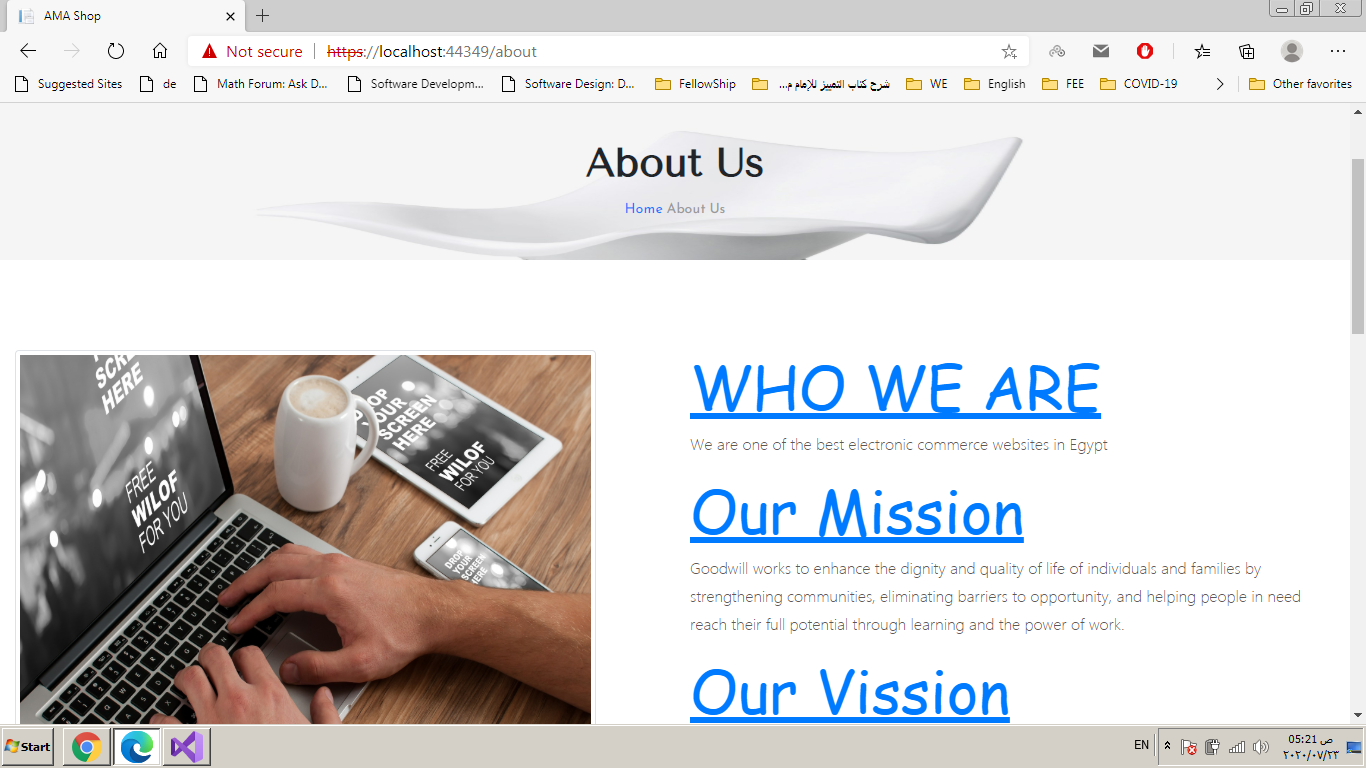 AMA Shop
Not secure
https://localhost:44349/about
Suggested Sites
de
Math Forum: Ask D...
Software Developm...
Software Design: D...
FellowShip
شرح كتاب التمييز للإمام م...
WE
English
FEE
COVID-19
Other favorites
About Us
Home About Us
SCREEN
HERE
FREE
WILOF
FOR YOU
DROP
YOUR
SCREEN
HERE
FREE
WILOF
FOR YOU
DROP
YOUR
SCREEN
HERE
WHO WE ARE
We are one of the best electronic commerce websites in Egypt
Our Mission
Goodwill works to enhance the dignity and quality of life of individuals and families by
strengthening communities, eliminating barriers to opportunity, and helping people in need
reach their full potential through learning and the power of work.
Our Vission
Start
EN
05:21 ص
٢٠٢٠/٠٧/٢٣